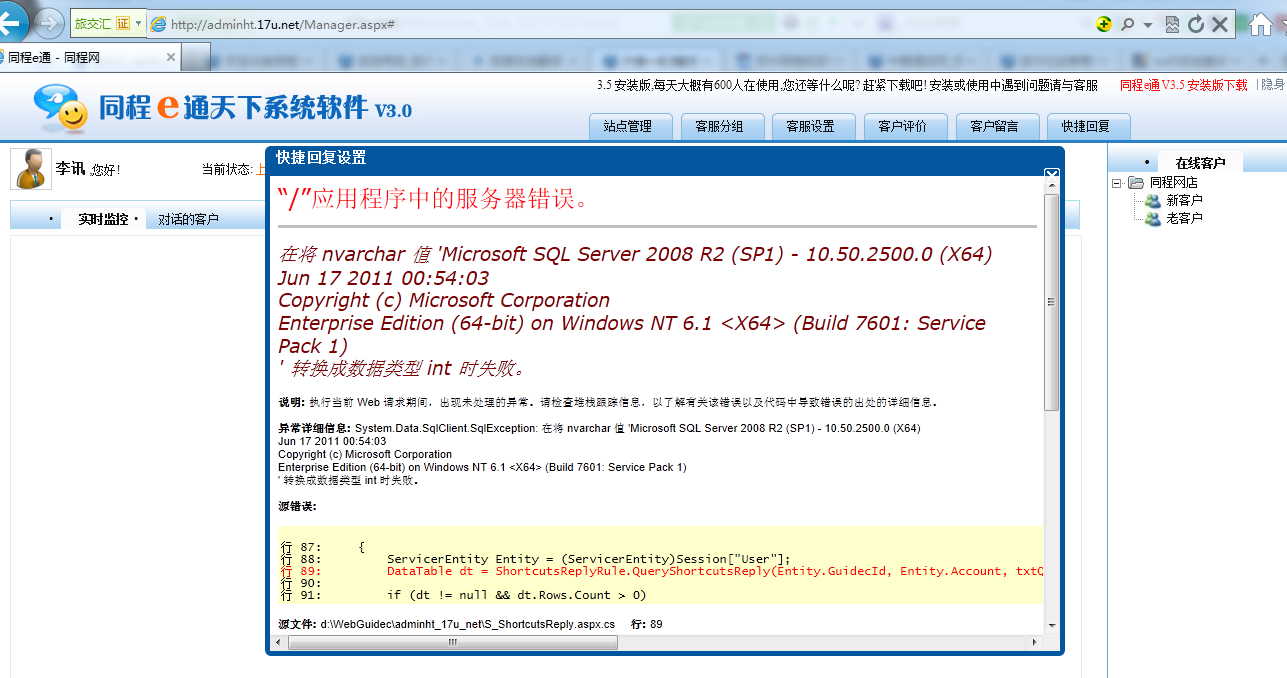 旅交汇 证
http://adminht.17u.net/Manager.aspx#
同程e通 - 同程网
3.5 安装版,每天大概有600人在使用,您还等什么呢? 赶紧下载吧! 安装或使用中遇到问题请与客服
同程e通V3.5 安装版下载 | 隐身
同程e通天下系统软件 V3.0
站点管理 客服分组 客服设置 客户评价 客户留言 快捷回复
李讯 ,您好!
当前状态: 上
实时监控 · 对话的客户
快捷回复设置
“/”应用程序中的服务器错误。
在将 nvarchar 值 'Microsoft SQL Server 2008 R2 (SP1) - 10.50.2500.0 (X64)
Jun 17 2011 00:54:03
Copyright (c) Microsoft Corporation
Enterprise Edition (64-bit) on Windows NT 6.1 <X64> (Build 7601: Service
Pack 1)
' 转换成数据类型 int 时失败。
说明: 执行当前 Web 请求期间，出现未处理的异常。请检查堆栈跟踪信息，以了解有关该错误以及代码中导致错误的出处的详细信息。
异常详细信息: System.Data.SqlClient.SqlException: 在将 nvarchar 值 'Microsoft SQL Server 2008 R2 (SP1) - 10.50.2500.0 (X64)
Jun 17 2011 00:54:03
Copyright (c) Microsoft Corporation
Enterprise Edition (64-bit) on Windows NT 6.1 <X64> (Build 7601: Service Pack 1)
' 转换成数据类型 int 时失败。
源错误:
行 87: {
行 88: ServicerEntity Entity = (ServicerEntity)Session["User"];
行 89: DataTable dt = ShortcutsReplyRule.QueryShortcutsReply(Entity.GuidecId, Entity.Account, txtQ
行 90:
行 91: if (dt != null && dt.Rows.Count > 0)
源文件: d:\WebGuidec\adminht_17u_net\S_ShortcutsReply.aspx.cs 行: 89
在线客户
同程网店
新客户
老客户